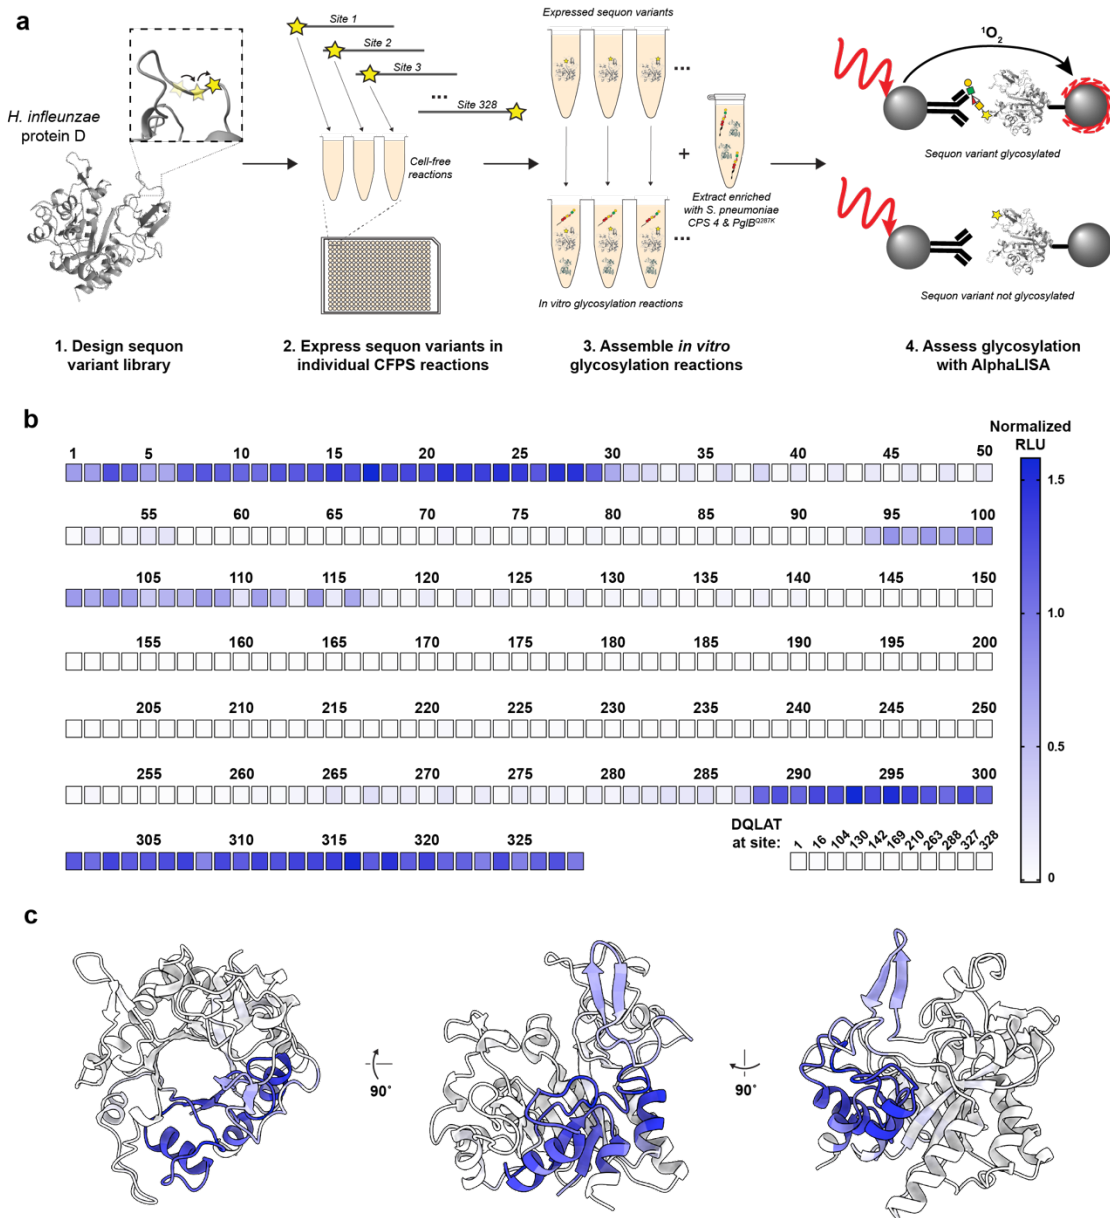 a
H. infleunzae
protein D
Site 1
Site 2
Site 3
...
Site 328
Cell-free
reactions
Expressed sequon variants
...
+
Extract enriched
with S. pneumoniae
CPS 4 & PglB^Q287K
...
In vitro glycosylation reactions
¹O₂
Sequon variant glycosylated
Sequon variant not glycosylated
1. Design sequon
variant library
2. Express sequon variants in
individual CFPS reactions
3. Assemble in vitro
glycosylation reactions
4. Assess glycosylation
with AlphaLISA
b
Normalized
RLU
1 5 10 15 20 25 30 35 40 45 50
55 60 65 70 75 80 85 90 95 100
105 110 115 120 125 130 135 140 145 150
155 160 165 170 175 180 185 190 195 200
205 210 215 220 225 230 235 240 245 250
255 260 265 270 275 280 285 290 295 300
305 310 315 320 325
DQLAT
at site:
1 16 104 130 142 169 210 263 288 327 328
1.5
1.0
0.5
0
c
90°
90°